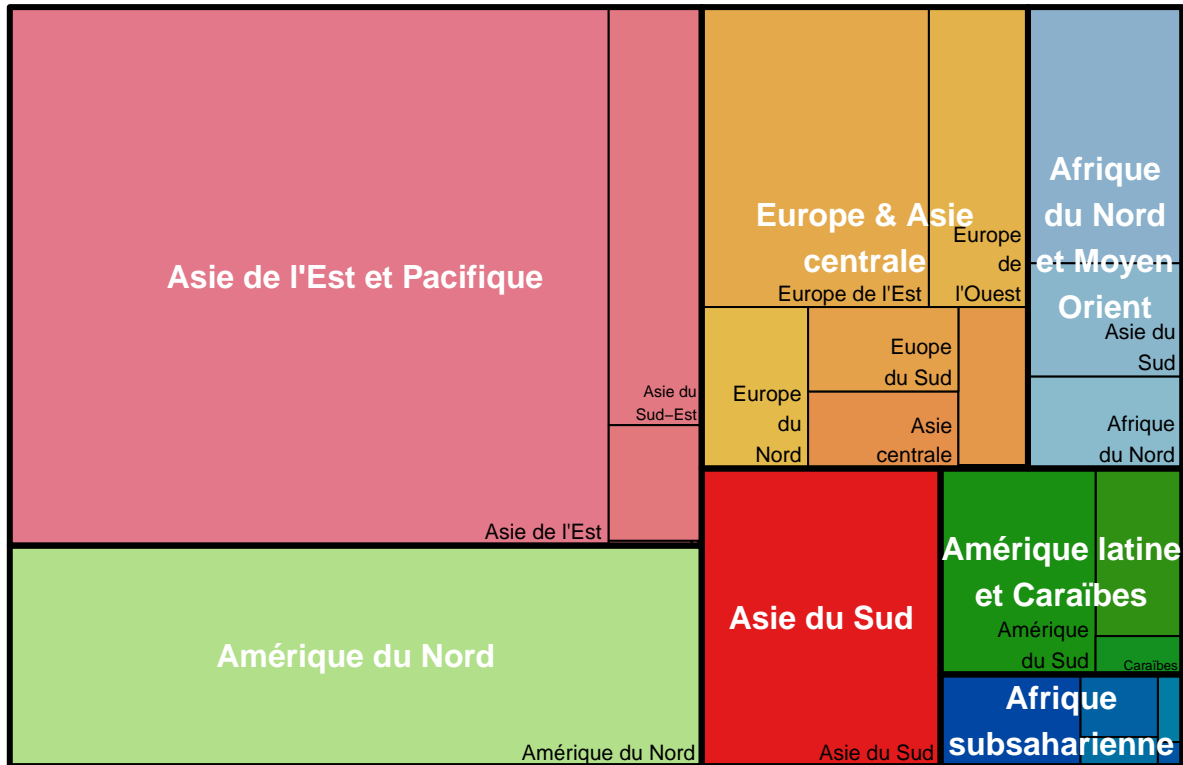 Asie de l'Est et Pacifique
Asie du
Sud−Est
Asie de l'Est
Amérique du Nord
Amérique du Nord
Europe & Asie
centrale
Europe de l'Est
Europe
de
l'Ouest
Europe
du
Nord
Euope
du Sud
Asie
centrale
Afrique
du Nord
et Moyen
Orient
Asie du
Sud
Afrique
du Nord
Asie du Sud
Asie du Sud
Amérique latine
et Caraïbes
Amérique
du Sud
Caraïbes
Afrique
subsaharienne